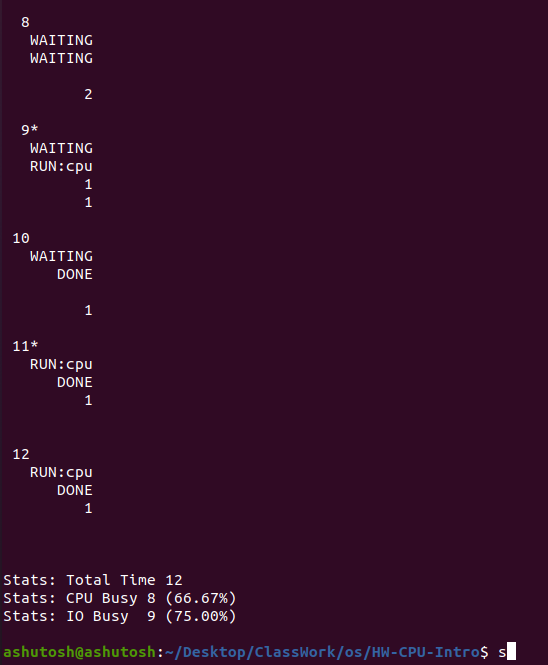 8
WAITING
WAITING
2
9*
WAITING
RUN:cpu
1
1
10
WAITING
DONE
1
11*
RUN:cpu
DONE
1
12
RUN:cpu
DONE
1
Stats: Total Time 12
Stats: CPU Busy 8 (66.67%)
Stats: IO Busy  9 (75.00%)
ashutosh@ashutosh:~/Desktop/ClassWork/os/HW-CPU-Intro$ s